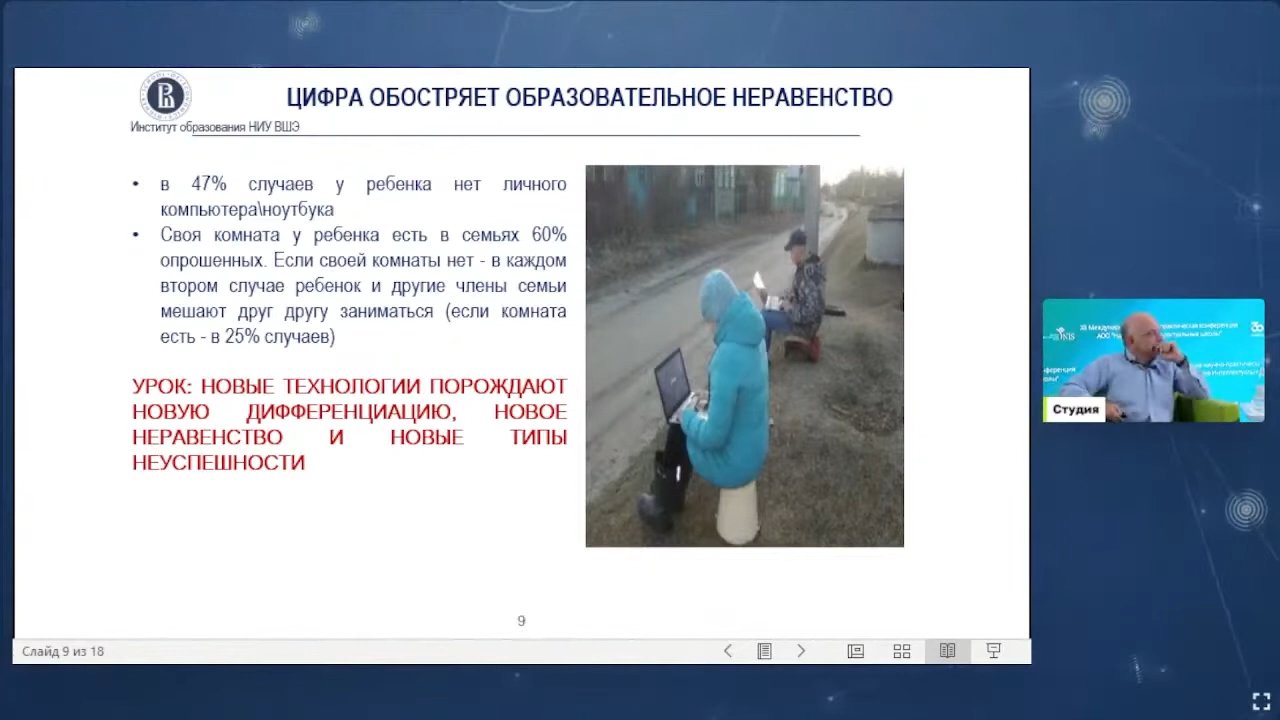 ЦИФРА ОБОСТРЯЕТ ОБРАЗОВАТЕЛЬНОЕ НЕРАВЕНСТВО
Институт образования НИУ ВШЭ
• в 47% случаев у ребенка нет личного
компьютера\ноутбука
• Своя комната у ребенка есть в семьях 60%
опрошенных. Если своей комнаты нет - в каждом
втором случае ребенок и другие члены семьи
мешают друг другу заниматься (если комната
есть - в 25% случаев)
УРОК: НОВЫЕ ТЕХНОЛОГИИ ПОРОЖДАЮТ
НОВУЮ ДИФФЕРЕНЦИАЦИЮ, НОВОЕ
НЕРАВЕНСТВО И НОВЫЕ ТИПЫ
НЕУСПЕШНОСТИ
9
Слайд 9 из 18
NIS
Студия